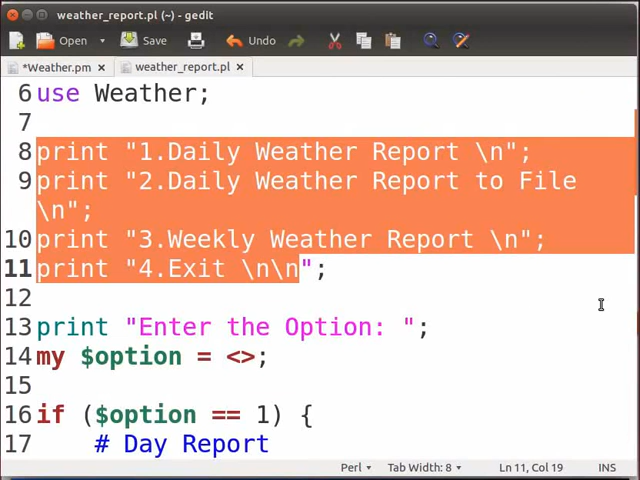 weather_report.pl (~) - gedit
Open Save Undo
*Weather.pm × weather_report.pl ×
6 use Weather;
7
8 print "1.Daily Weather Report \n";
9 print "2.Daily Weather Report to File
\n";
10 print "3.Weekly Weather Report \n";
11 print "4.Exit \n\n";
12
13 print "Enter the Option: ";
14 my $option = <>;
15
16 if ($option == 1) {
17 # Day Report
Perl Tab Width: 8 Ln 11, Col 19 INS